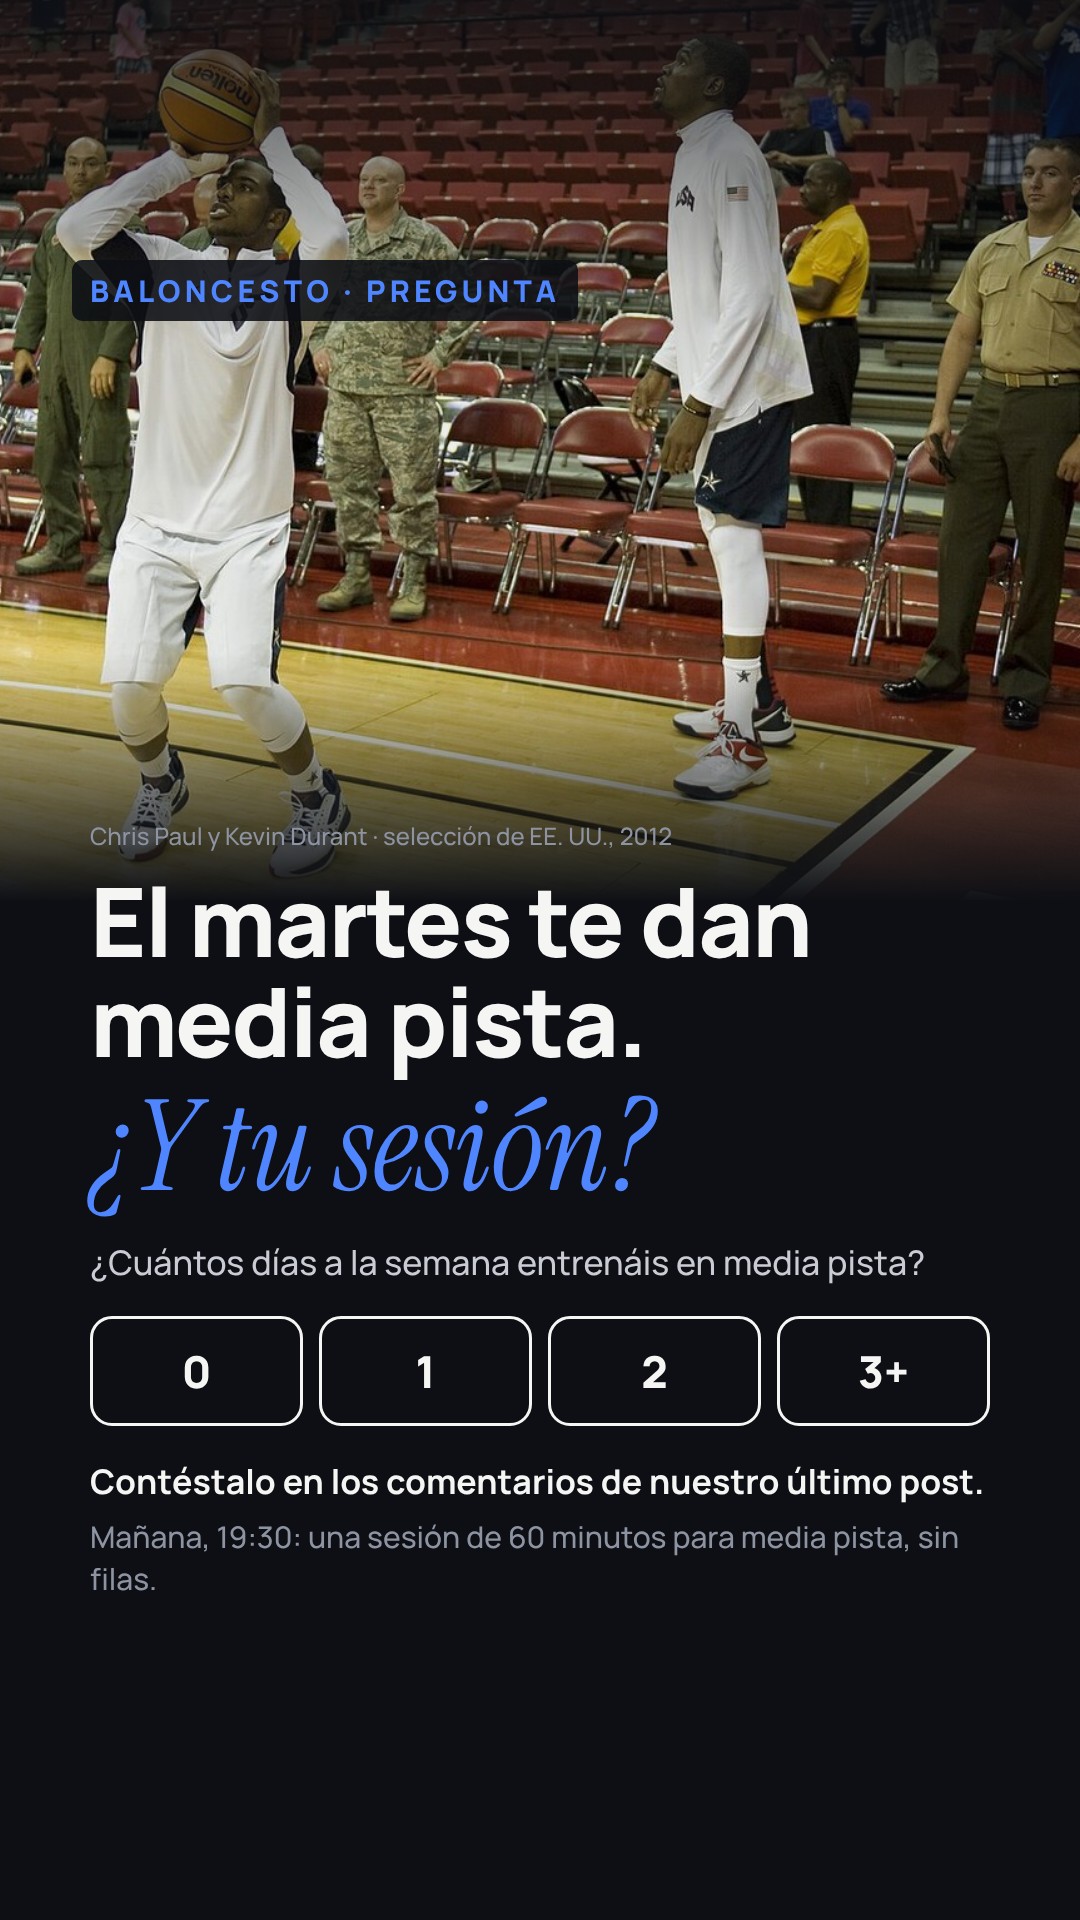 molten
USA
BALONCESTO · PREGUNTA
Chris Paul y Kevin Durant · selección de EE. UU., 2012
El martes te dan
media pista.
¿Y tu sesión?
¿Cuántos días a la semana entrenáis en media pista?
0 1 2 3+
Contéstalo en los comentarios de nuestro último post.
Mañana, 19:30: una sesión de 60 minutos para media pista, sin
filas.